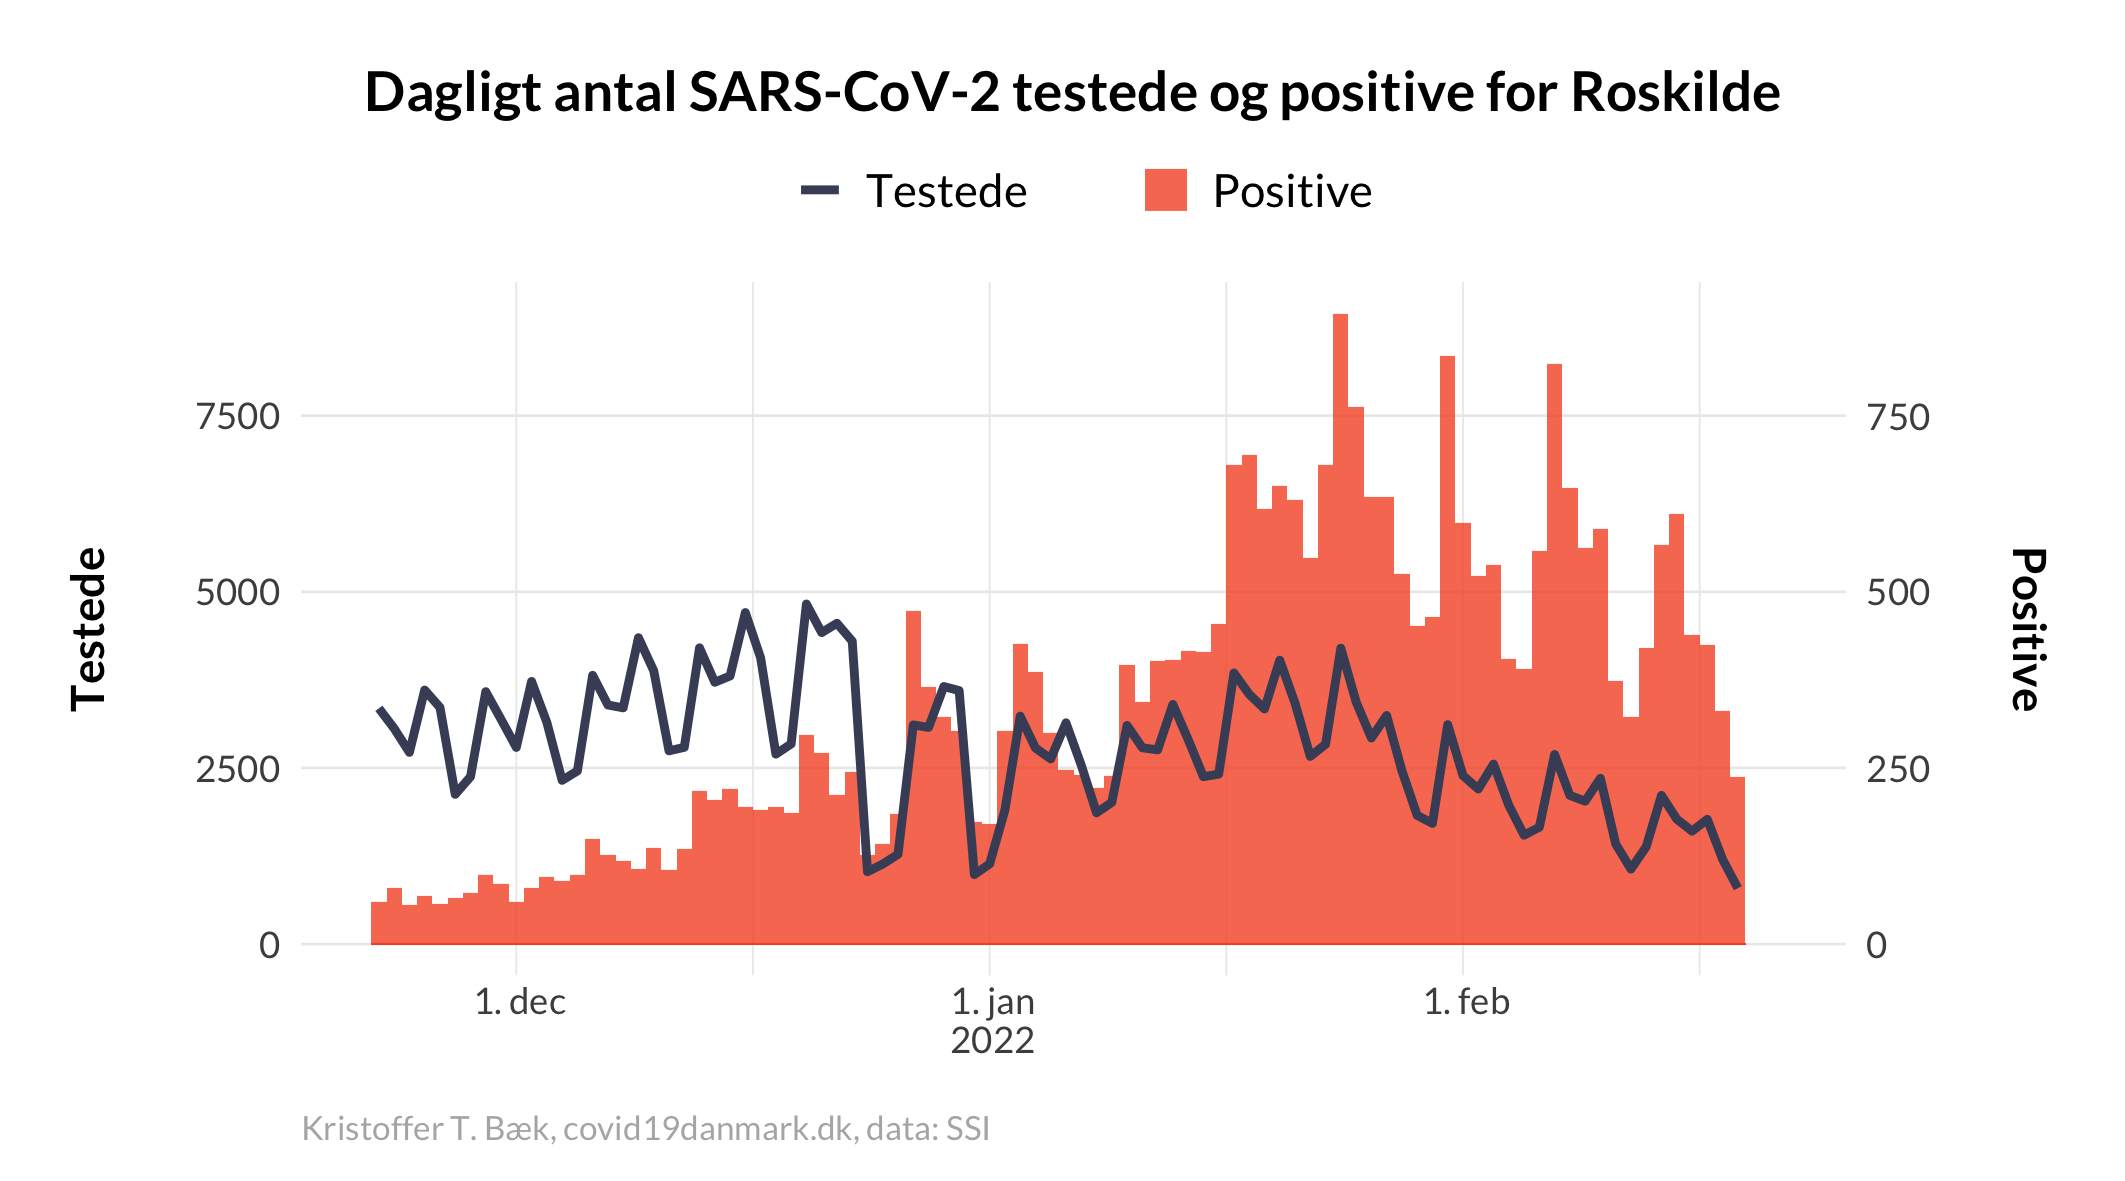 Dagligt antal SARS-CoV-2 testede og positive for Roskilde
Testede
Positive
7500
5000
2500
0
750
500
250
0
Testede
Positive
1. dec
1. jan
2022
1. feb
Kristoffer T. Bæk, covid19danmark.dk, data: SSI